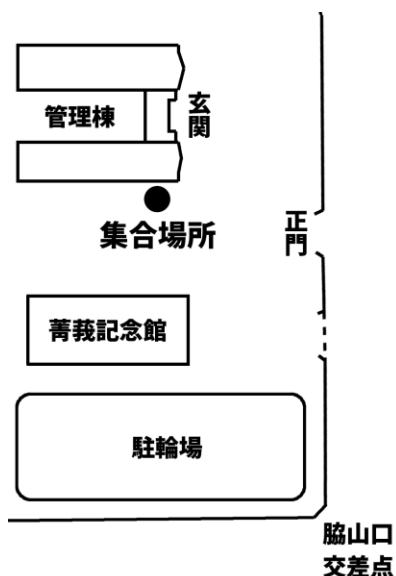 管理棟
玄関
集合場所
正門
菁莪記念館
駐輪場
脇山口
交差点